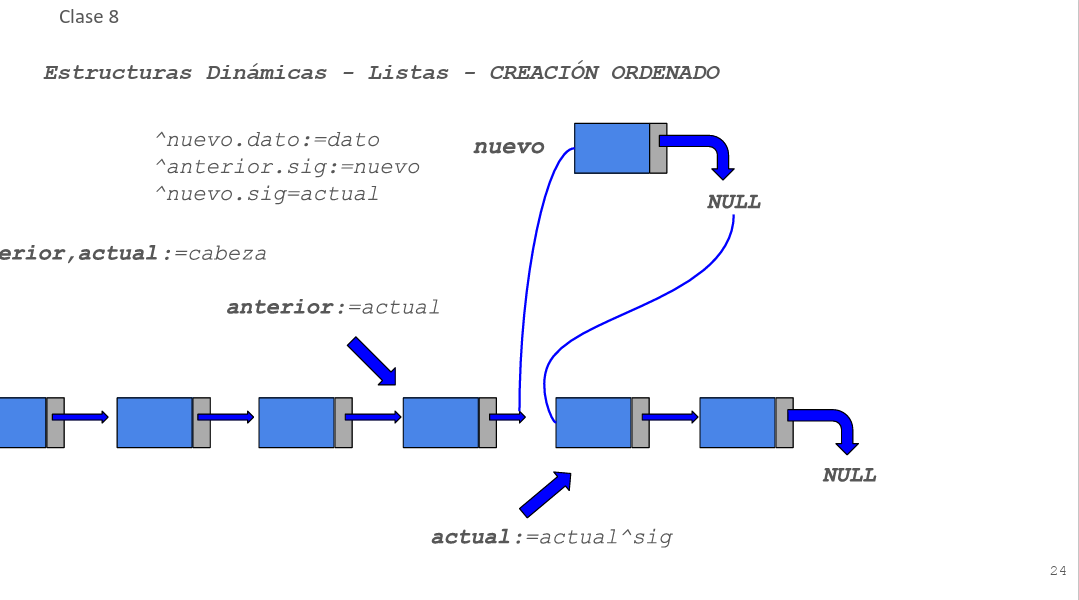 Clase 8
Estructuras Dinámicas - Listas - CREACIÓN ORDENADO
^nuevo.dato:=dato
^anterior.sig:=nuevo
^nuevo.sig=actual
nuevo
NULL
erior,actual:=cabeza
anterior:=actual
NULL
actual:=actual^sig
24